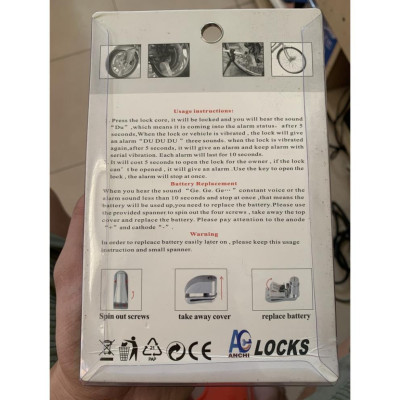 Usage instructions:
Press the lock core, it will be locked and you will hear the sound
"Du" ,which means it is coming into the alarm status. after 5
seconds,When the lock or vehicle is vibrated , the lock will give
an alarm "DU DU DU " three sounds. when the lock is vibrated
again,after 5 seconds, it will give an alarm and keep alarm with
serial vibration. Each alarm will last for 10 seconds.
It will cost 5 seconds to open the lock for the owner , if the lock
can't be opened , it will give an alarm. Use the key to open the
lock , the alarm will stop at once.
Battery Replacement
When you hear the sound "Go. Go. Go…" constant voice or the
alarm sound less than 10 seconds and stop at once ,that means the
battery will be used up,you need to replace the battery. Please use
the provided spanner to spin out the four screws , take away the top
cover and replace the battery. Please pay attention to the anode
"+" and cathode "-" .
Warning
In order to repleace battery easily later on , please keep this usage
instruction and small spanner.
Spin out screws
take away cover
replace battery
21
PAP
CE
AC
ANCHI
LOCKS